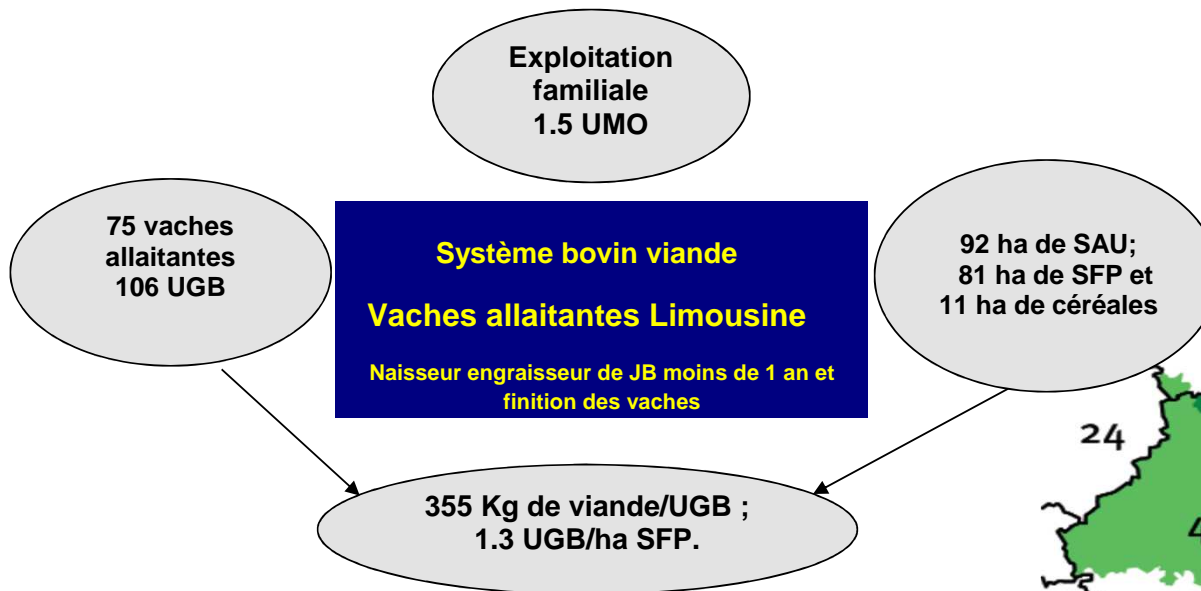 Exploitation
familiale
1.5 UMO
75 vaches
allaitantes
106 UGB
Système bovin viande
Vaches allaitantes Limousine
Naisseur engraisseur de JB moins de 1 an et
finition des vaches
92 ha de SAU;
81 ha de SFP et
11 ha de céréales
24
355 Kg de viande/UGB ;
1.3 UGB/ha SFP.